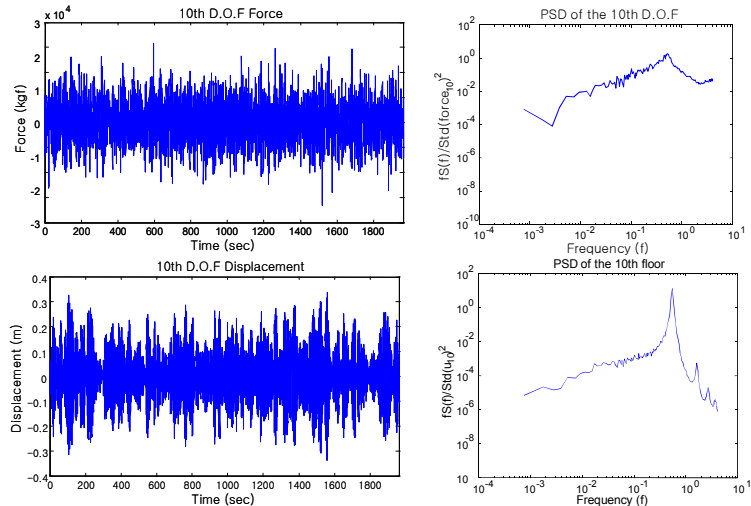 10th D.O.F Force
x 10^4
3
2
1
0
-1
-2
-3
Force (kgf)
0 200 400 600 800 1000 1200 1400 1600 1800
Time (sec)
PSD of the 10th D.O.F
10^2
10^0
10^-2
10^-4
10^-6
10^-8
10^-10
fS(f)/Std(force_10)^2
10^-4 10^-3 10^-2 10^-1 10^0 10^1
Frequency (f)
10th D.O.F Displacement
0.4
0.3
0.2
0.1
0
-0.1
-0.2
-0.3
-0.4
Displacement (m)
0 200 400 600 800 1000 1200 1400 1600 1800
Time (sec)
PSD of the 10th floor
10^2
10^0
10^-2
10^-4
10^-6
10^-8
10
fS(f)/Std(u_10)^2
10^-4 10^-3 10^-2 10^-1 10^0 10^1
Frequency (f)